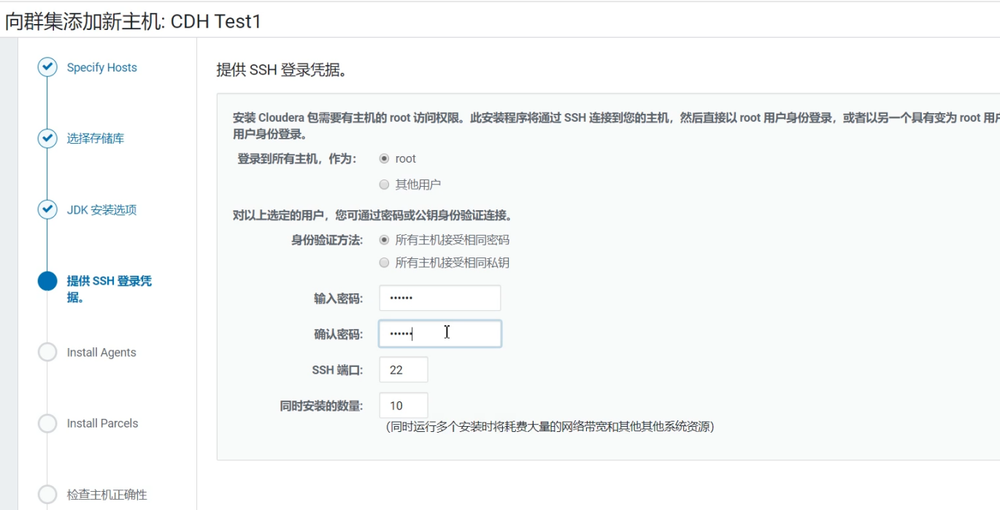 向群集添加新主机: CDH Test1
Specify Hosts
选择存储库
JDK 安装选项
提供 SSH 登录凭
据。
Install Agents
Install Parcels
检查主机正确性
提供 SSH 登录凭据。
安装 Cloudera 包需要有主机的 root 访问权限。此安装程序将通过 SSH 连接到您的主机，然后直接以 root 用户身份登录，或者以另一个具有变为 root 用
用户身份登录。
登录到所有主机，作为: root
其他用户
对以上选定的用户，您可通过密码或公钥身份验证连接。
身份验证方法: 所有主机接受相同密码
所有主机接受相同私钥
输入密码: ••••••
确认密码: ••••••
SSH 端口: 22
同时安装的数量: 10
（同时运行多个安装时将耗费大量的网络带宽和其他其他系统资源）